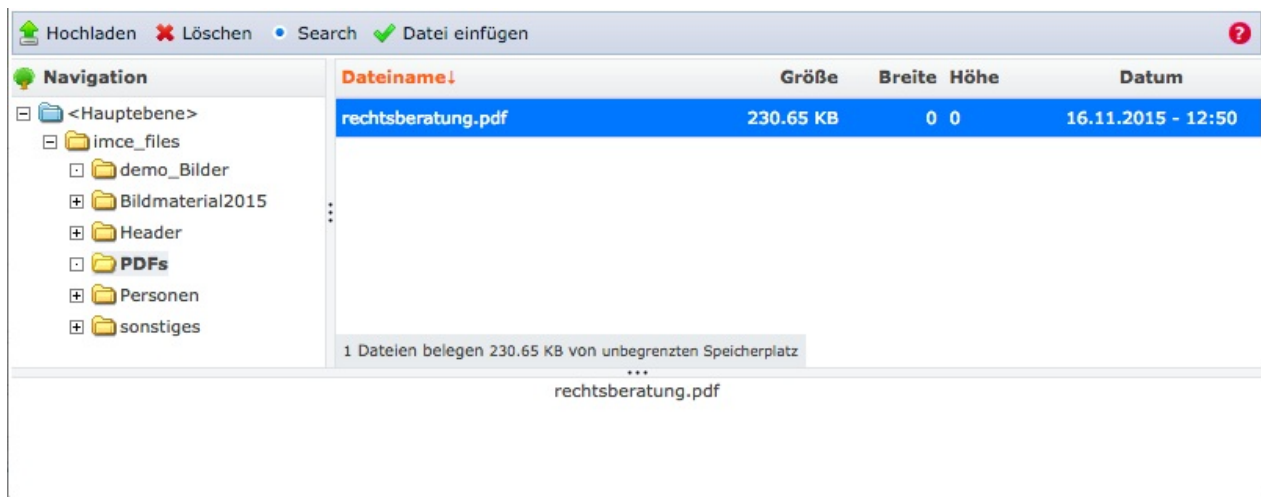 Hochladen Löschen Search Datei einfügen ?
Navigation
<Hauptebene>
imce_files
demo_Bilder
Bildmaterial2015
Header
PDFs
Personen
sonstiges
Dateiname↓ Größe Breite Höhe Datum
rechtsberatung.pdf 230.65 KB 0 0 16.11.2015 - 12:50
1 Dateien belegen 230.65 KB von unbegrenzten Speicherplatz
rechtsberatung.pdf